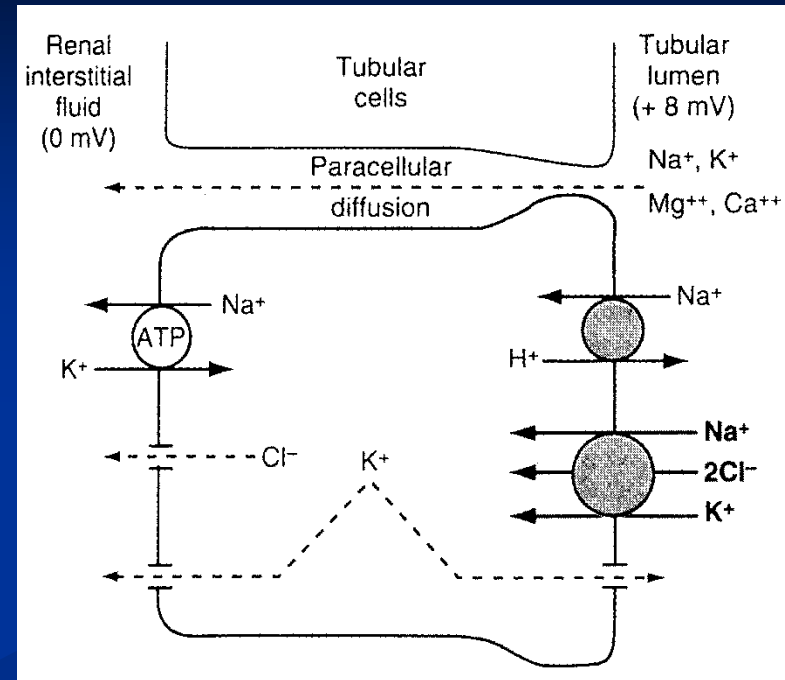 Renal
interstitial
fluid
(0 mV)
Tubular
cells
Tubular
lumen
(+ 8 mV)
Paracellular
diffusion
Na⁺, K⁺
Mg⁺⁺, Ca⁺⁺
Na⁺
ATP
K⁺
Na⁺
H⁺
Cl⁻
K⁺
Na⁺
2Cl⁻
K⁺